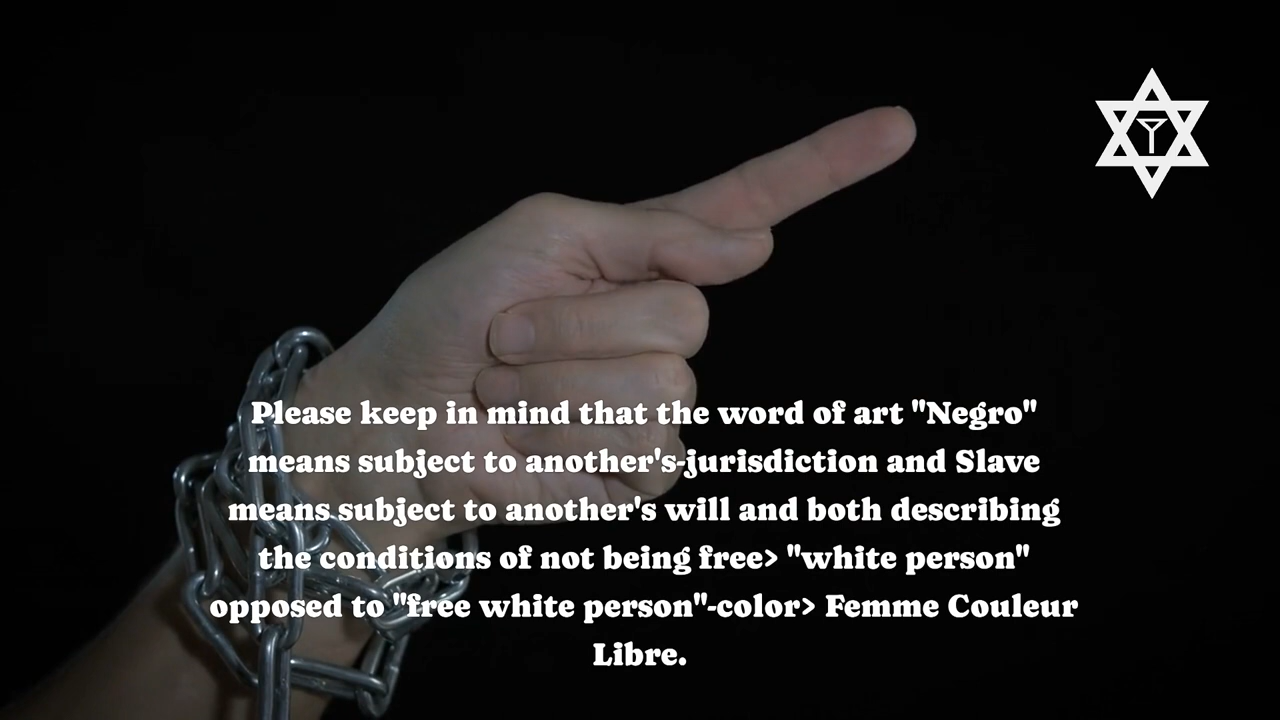 Please keep in mind that the word of art "Negro"
means subject to another's-jurisdiction and Slave
means subject to another's will and both describing
the conditions of not being free> "white person"
opposed to "free white person"-color> Femme Couleur
Libre.